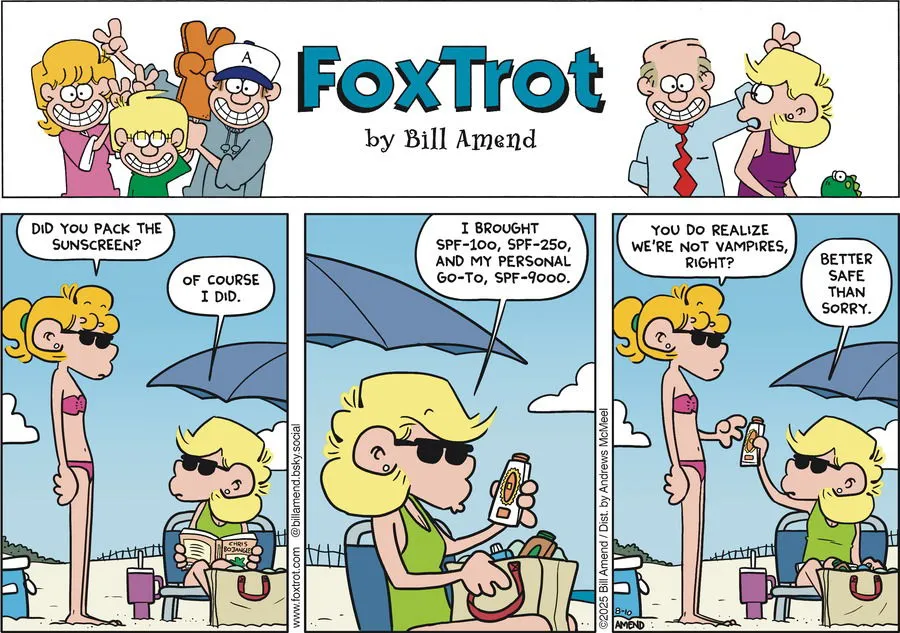 A
FoxTrot
by Bill Amend
DID YOU PACK THE
SUNSCREEN?
OF COURSE
I DID.
CHRIS
BOJANGLES
www.foxtrot.com @billamend.bsky.social
I BROUGHT
SPF-100, SPF-250,
AND MY PERSONAL
GO-TO, SPF-9000.
©2025 Bill Amend / Dist. by Andrews McMeel
YOU DO REALIZE
WE'RE NOT VAMPIRES,
RIGHT?
BETTER
SAFE
THAN
SORRY.
8-10
AMEND